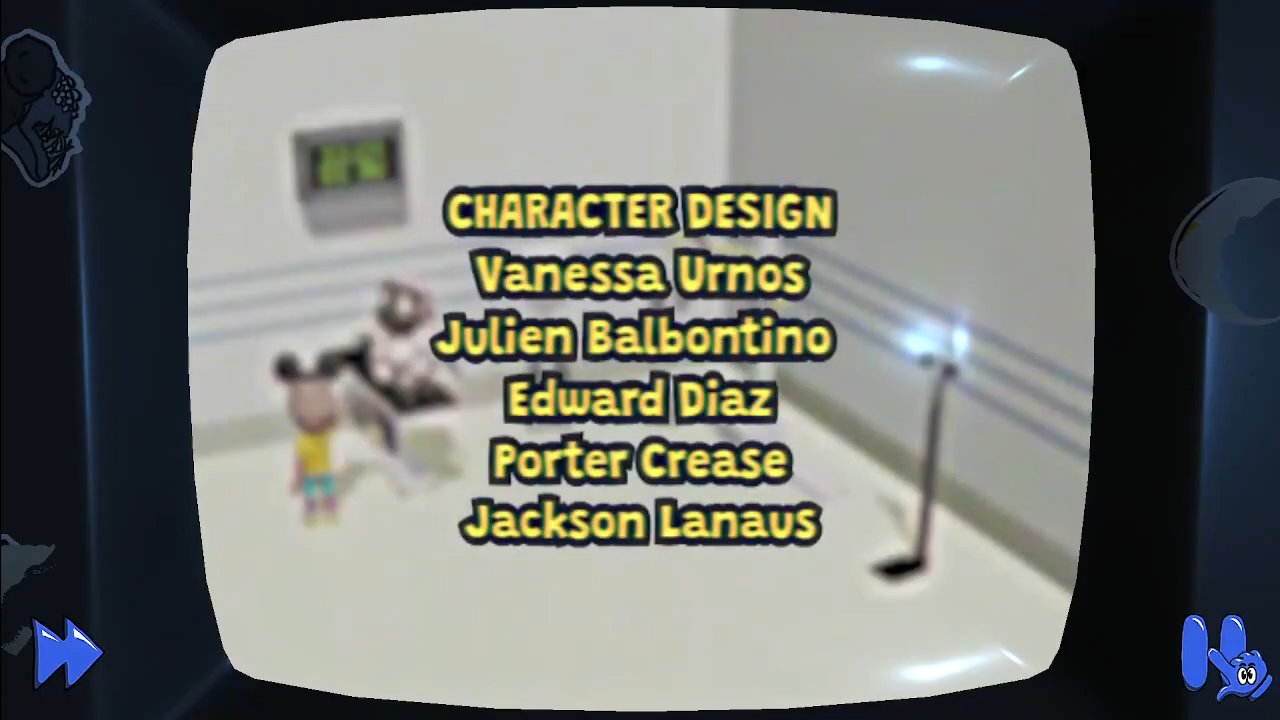 CHARACTER DESIGN
Vanessa Urnos
Julien Balbontino
Edward Diaz
Porter Crease
Jackson Lanaus